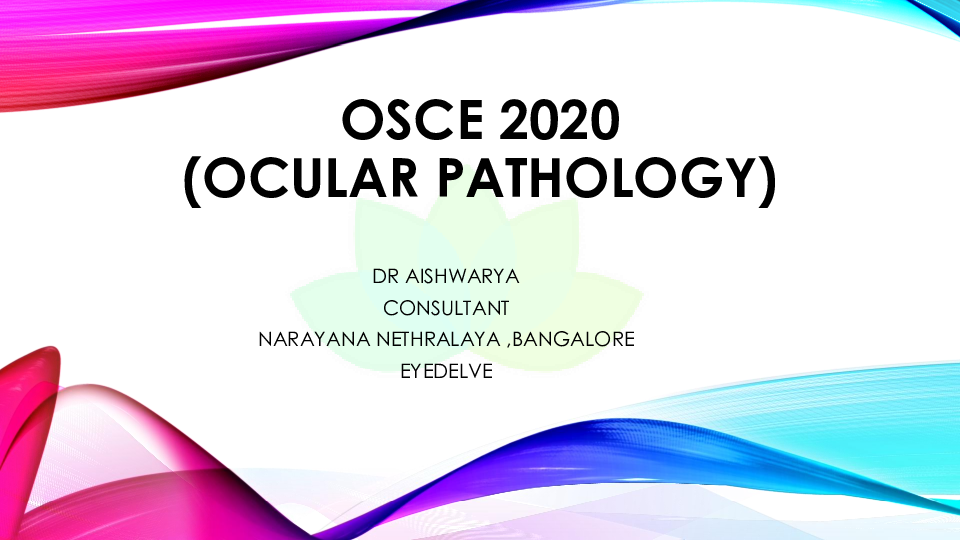 OSCE 2020
(OCULAR PATHOLOGY)
DR AISHWARYA
CONSULTANT
NARAYANA NETHRALAYA ,BANGALORE
EYEDELVE